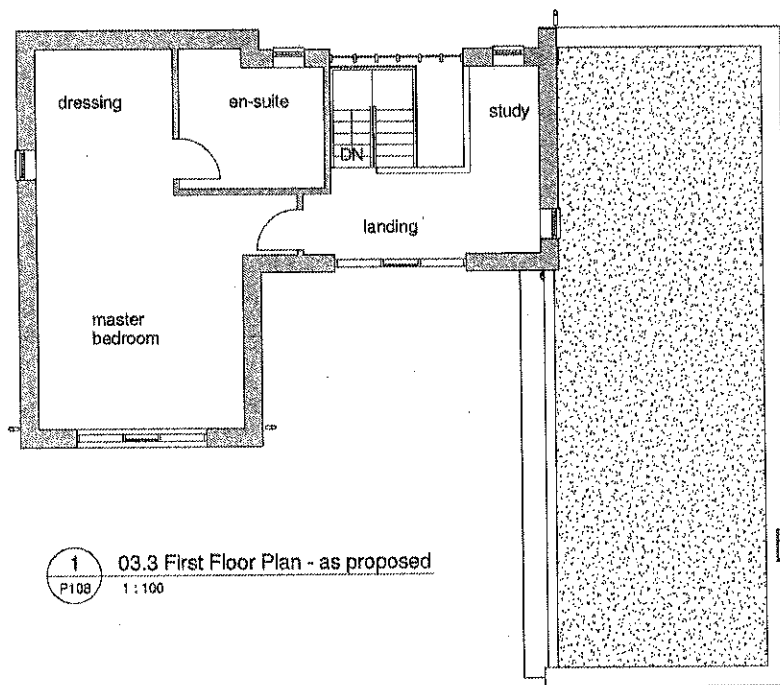 dressing
en-suite
study
DN
landing
master
bedroom
1
P108
03.3 First Floor Plan - as proposed
1 : 100